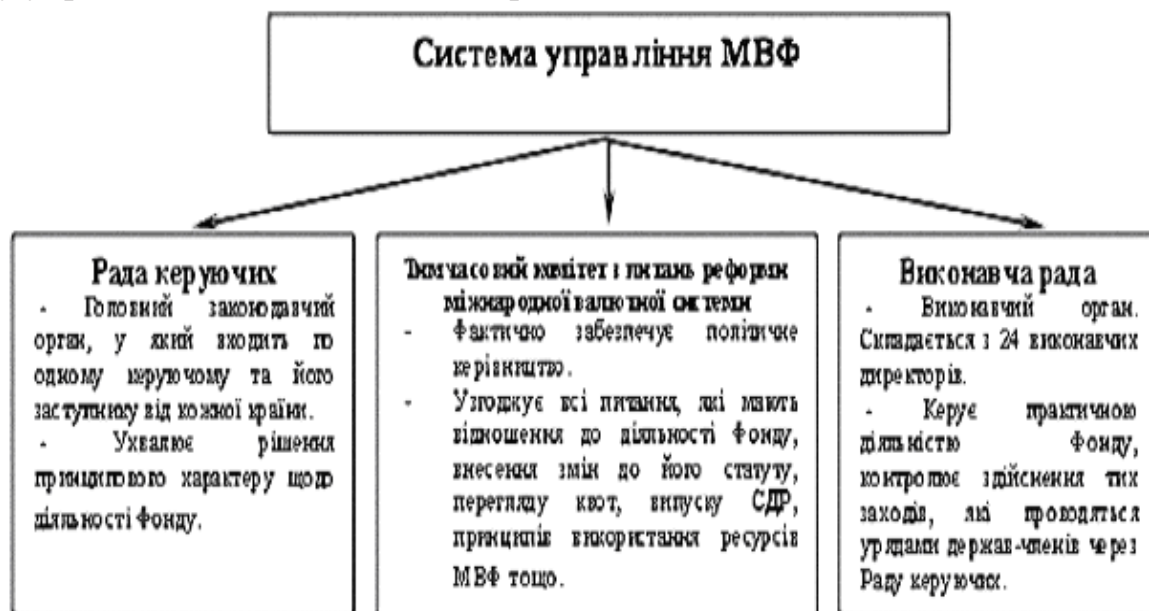 Система управління МВФ
Рада керуючих
- Головний законодавчий
орган, у який входить по
одному керуючому та його
заступнику від кожної країни.
- Ухвалює рішення
принципового характеру щодо
діяльності Фонду.
Тимчасовий комітет з питань реформи
міжнародної валютної системи
- Фактично забезпечує політичне
керівництво.
- Узгоджує всі питання, які мають
відношення до діяльності Фонду,
внесення змін до його статуту,
перегляду квот, випуску СДР,
принципів використання ресурсів
МВФ тощо.
Виконавча рада
- Виконавчий орган.
Складається з 24 виконавчих
директорів.
- Керує практичною
діяльністю Фонду,
контролює здійснення тих
заходів, які проводяться
урядами держав-членів через
Раду керуючих.